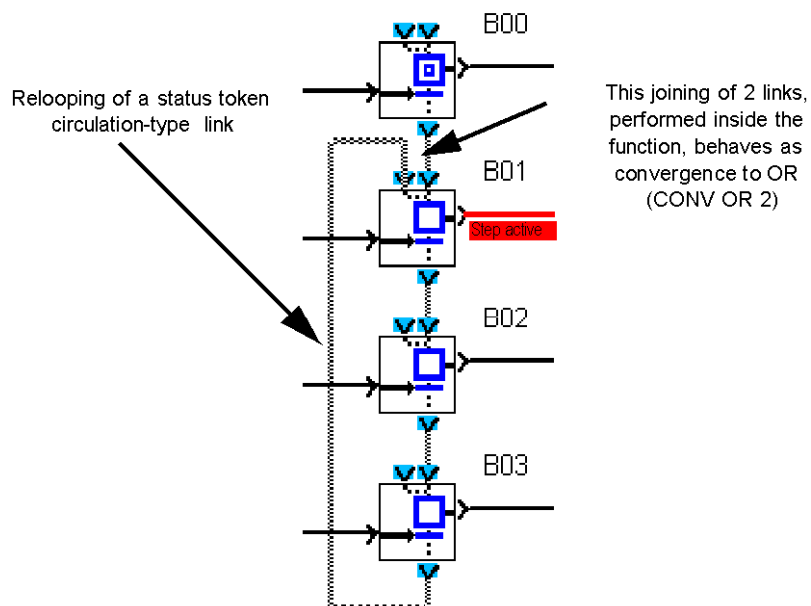 B00
Relooping of a status token
circulation-type link
This joining of 2 links,
performed inside the
function, behaves as
convergence to OR
(CONV OR 2)
B01
Step active
B02
B03